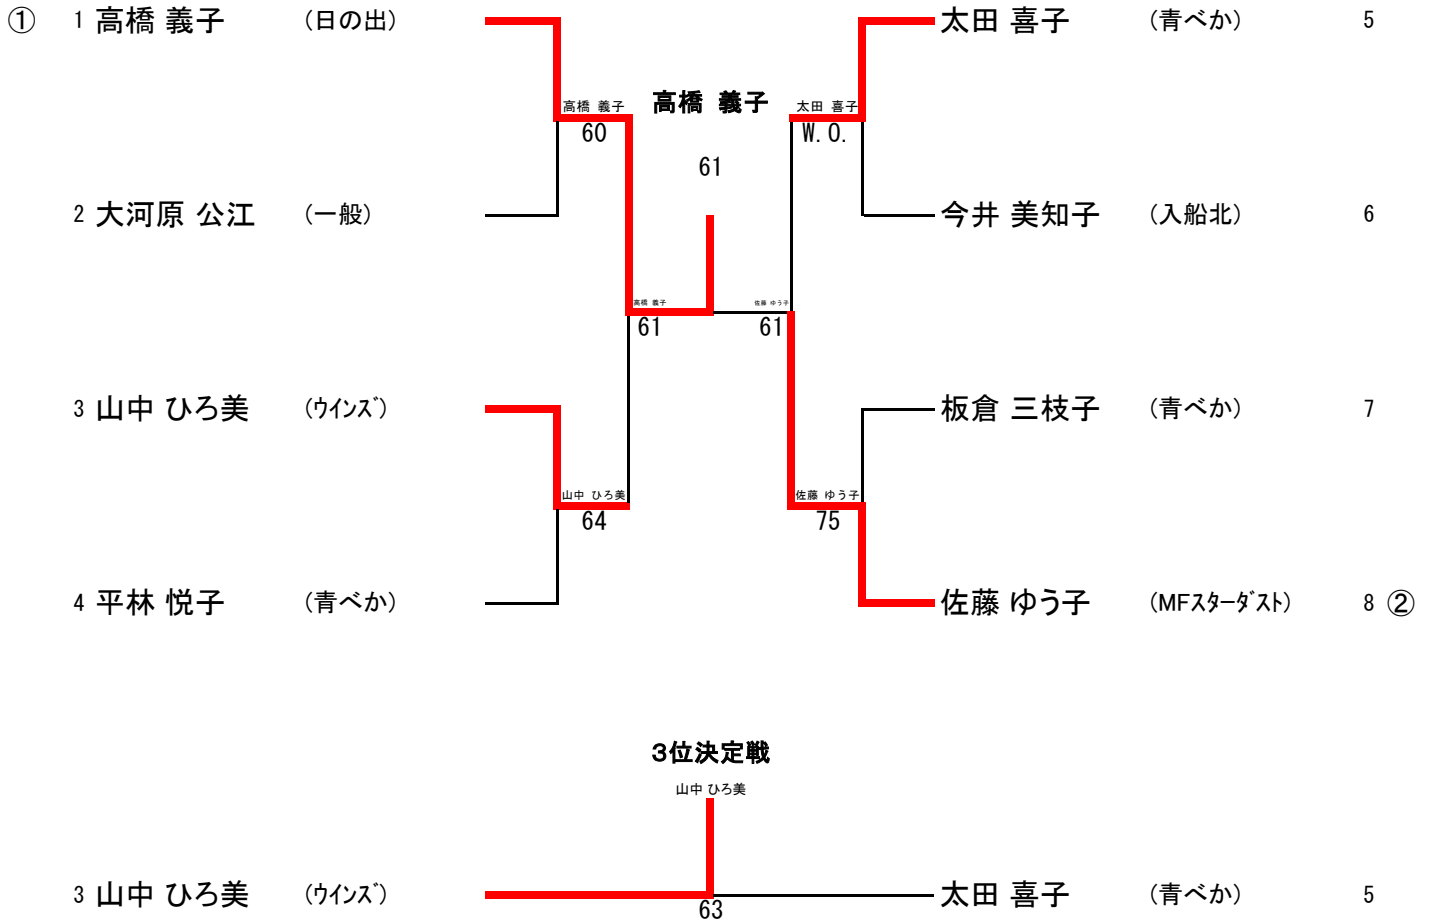 ① 1 高橋 義子 (日の出) 太田 喜子 (青べか) 5
高橋 義子 高橋 義子 太田 喜子
60 W.O.
61
2 大河原 公江 (一般) 今井 美知子 (入船北) 6
高橋 義子 佐藤 ゆう子
61 61
3 山中 ひろ美 (ウインズ) 板倉 三枝子 (青べか) 7
山中 ひろ美 佐藤 ゆう子
64 75
4 平林 悦子 (青べか) 佐藤 ゆう子 (MFスターダスト) 8 ②
3位決定戦
山中 ひろ美
3 山中 ひろ美 (ウインズ) 太田 喜子 (青べか) 5
63